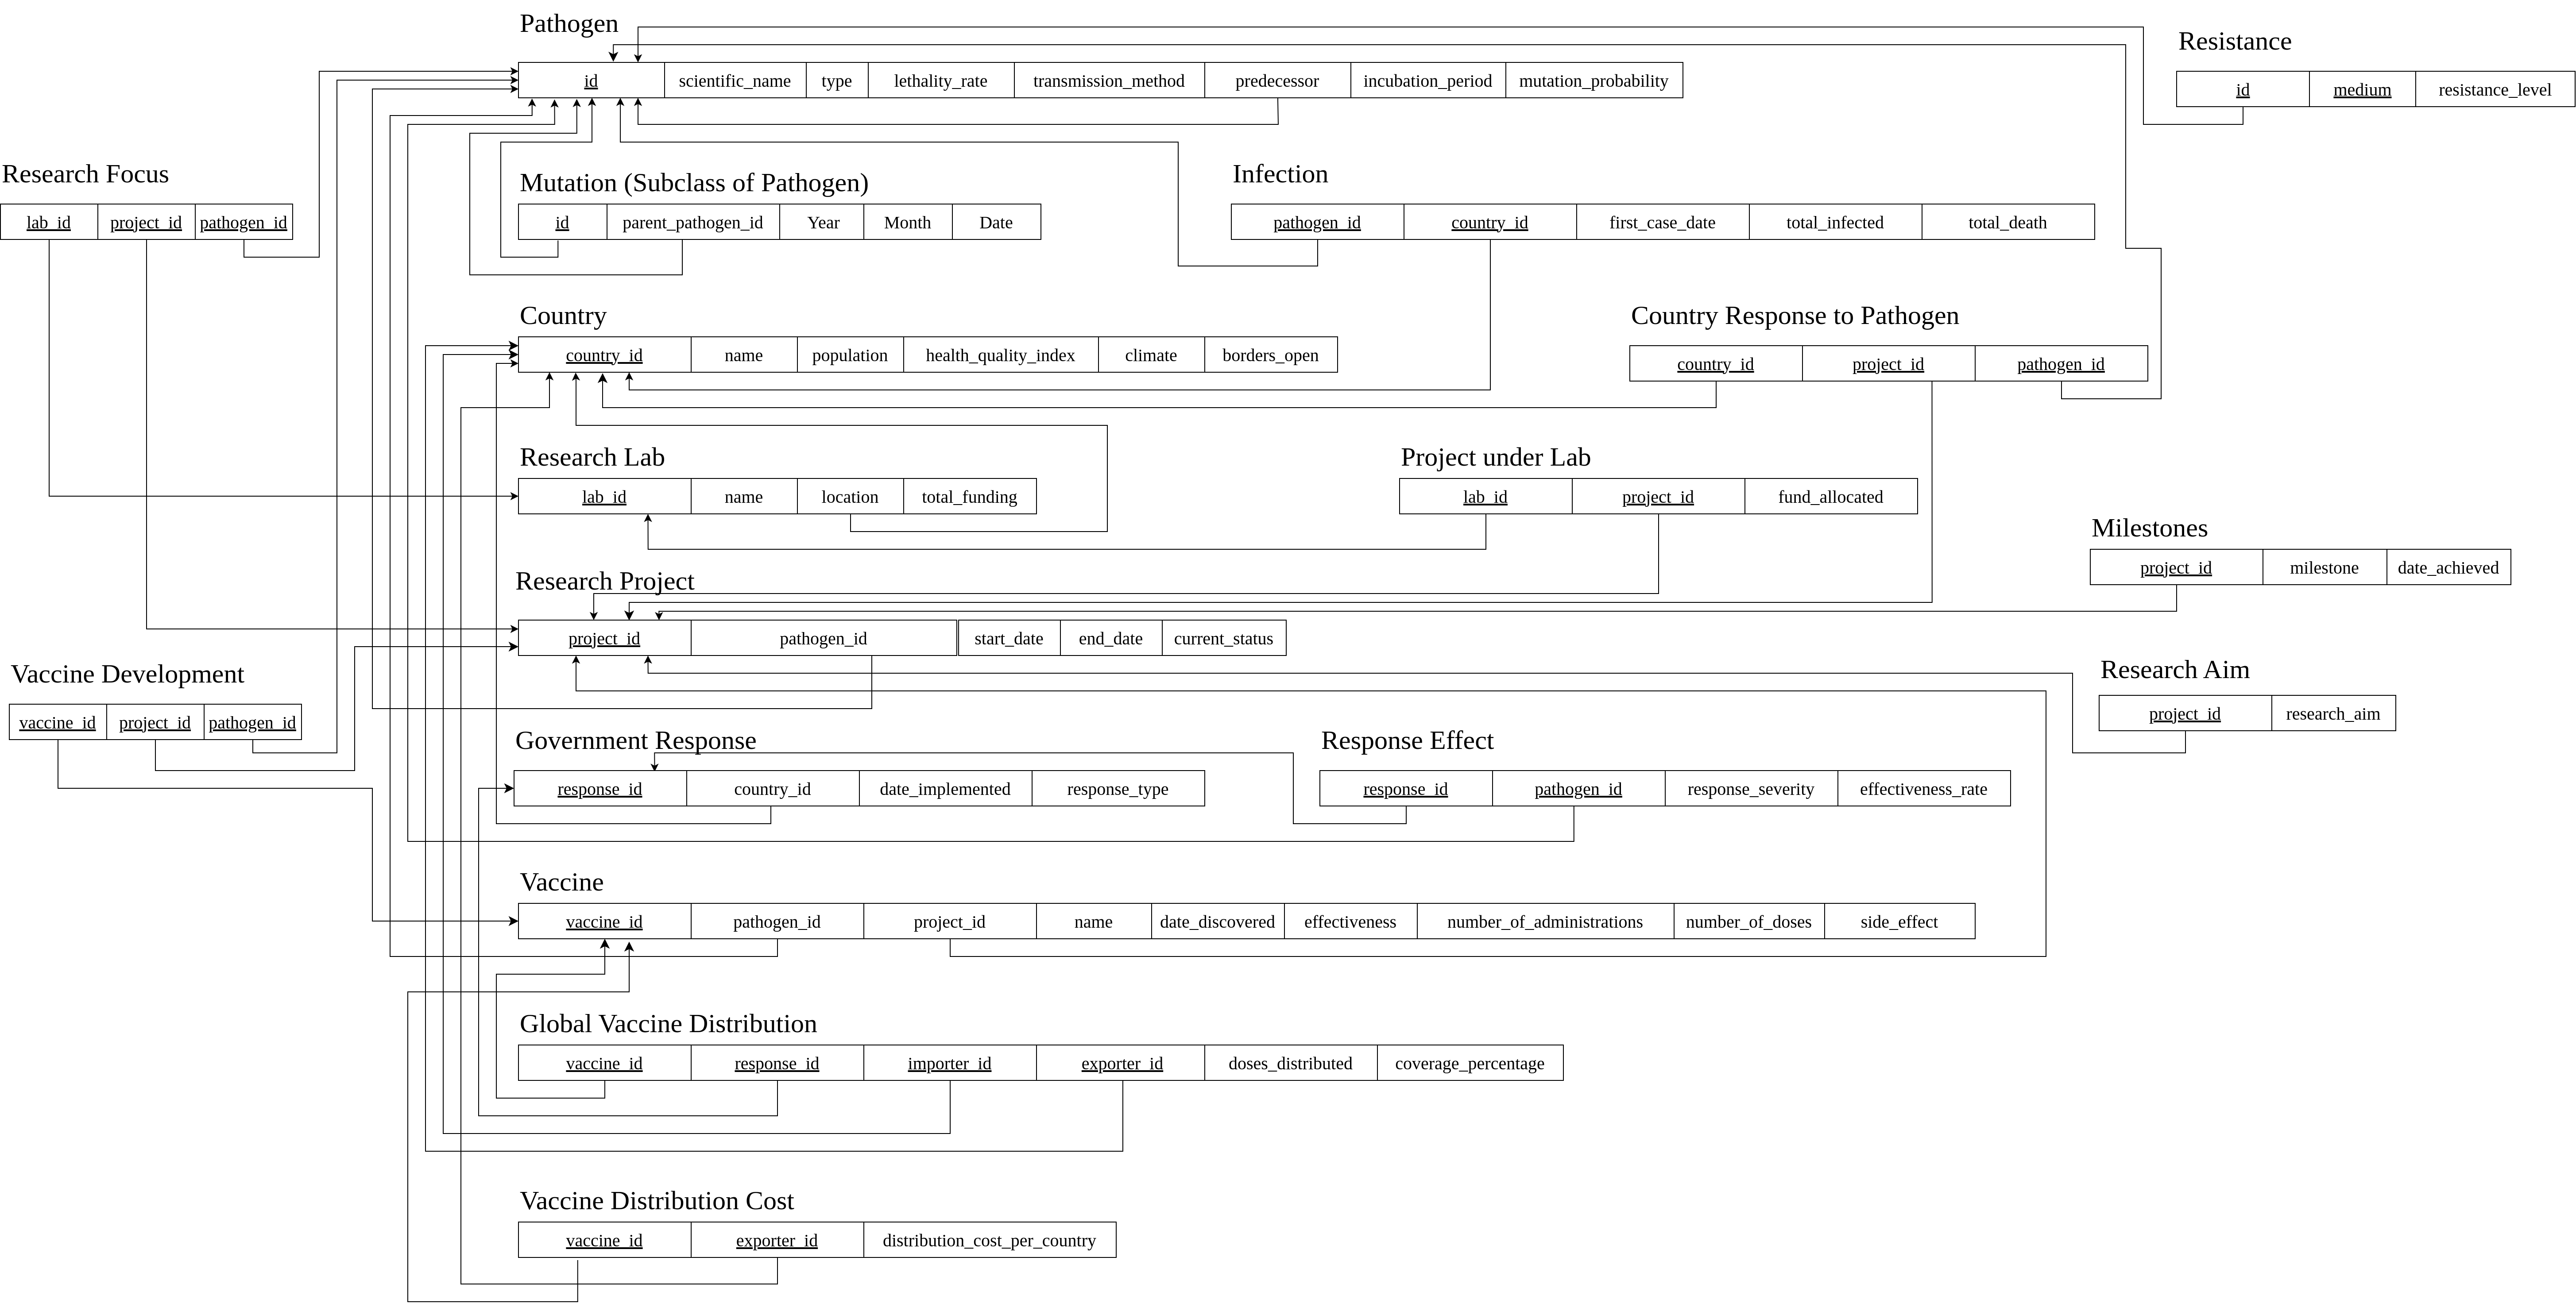 Pathogen
id scientific_name type lethality_rate transmission_method predecessor incubation_period mutation_probability
Resistance
id medium resistance_level
Research Focus
lab_id project_id pathogen_id
Mutation (Subclass of Pathogen)
id parent_pathogen_id Year Month Date
Infection
pathogen_id country_id first_case_date total_infected total_death
Country
country_id name population health_quality_index climate borders_open
Country Response to Pathogen
country_id project_id pathogen_id
Research Lab
lab_id name location total_funding
Project under Lab
lab_id project_id fund_allocated
Milestones
project_id milestone date_achieved
Research Project
project_id pathogen_id start_date end_date current_status
Vaccine Development
vaccine_id project_id pathogen_id
Research Aim
project_id research_aim
Government Response
response_id country_id date_implemented response_type
Response Effect
response_id pathogen_id response_severity effectiveness_rate
Vaccine
vaccine_id pathogen_id project_id name date_discovered effectiveness number_of_administrations number_of_doses side_effect
Global Vaccine Distribution
vaccine_id response_id importer_id exporter_id doses_distributed coverage_percentage
Vaccine Distribution Cost
vaccine_id exporter_id distribution_cost_per_country